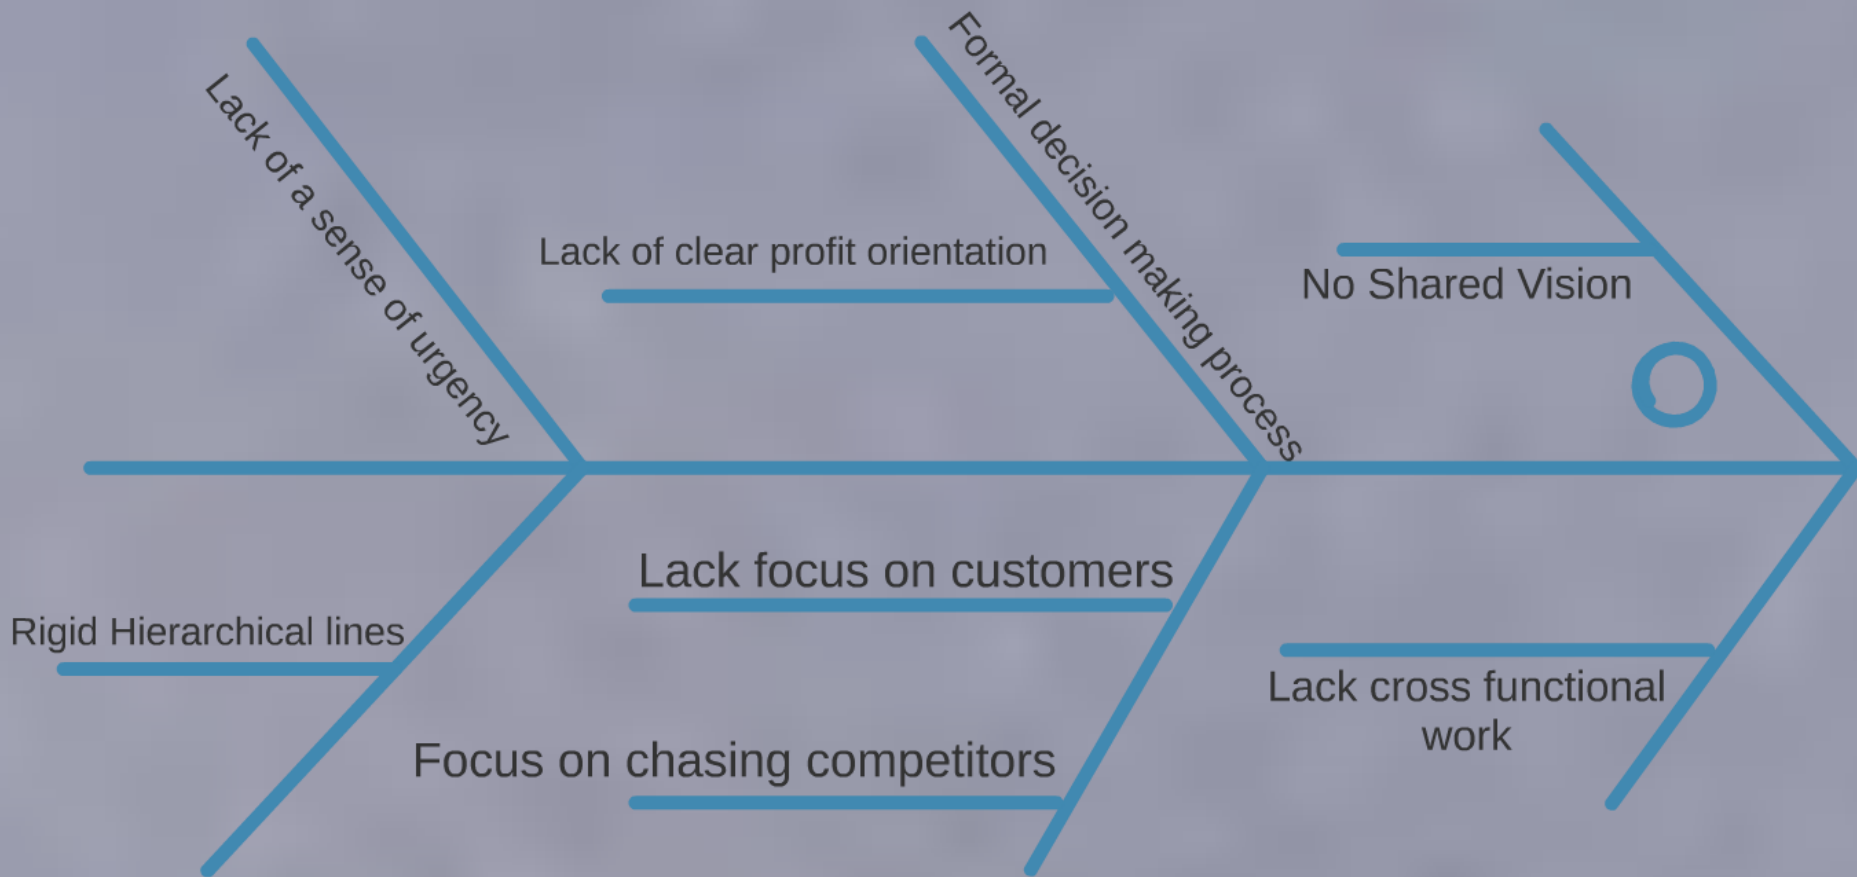 Lack of a sense of urgency
Formal decision making process
Lack of clear profit orientation
No Shared Vision
Lack focus on customers
Rigid Hierarchical lines
Lack cross functional
work
Focus on chasing competitors